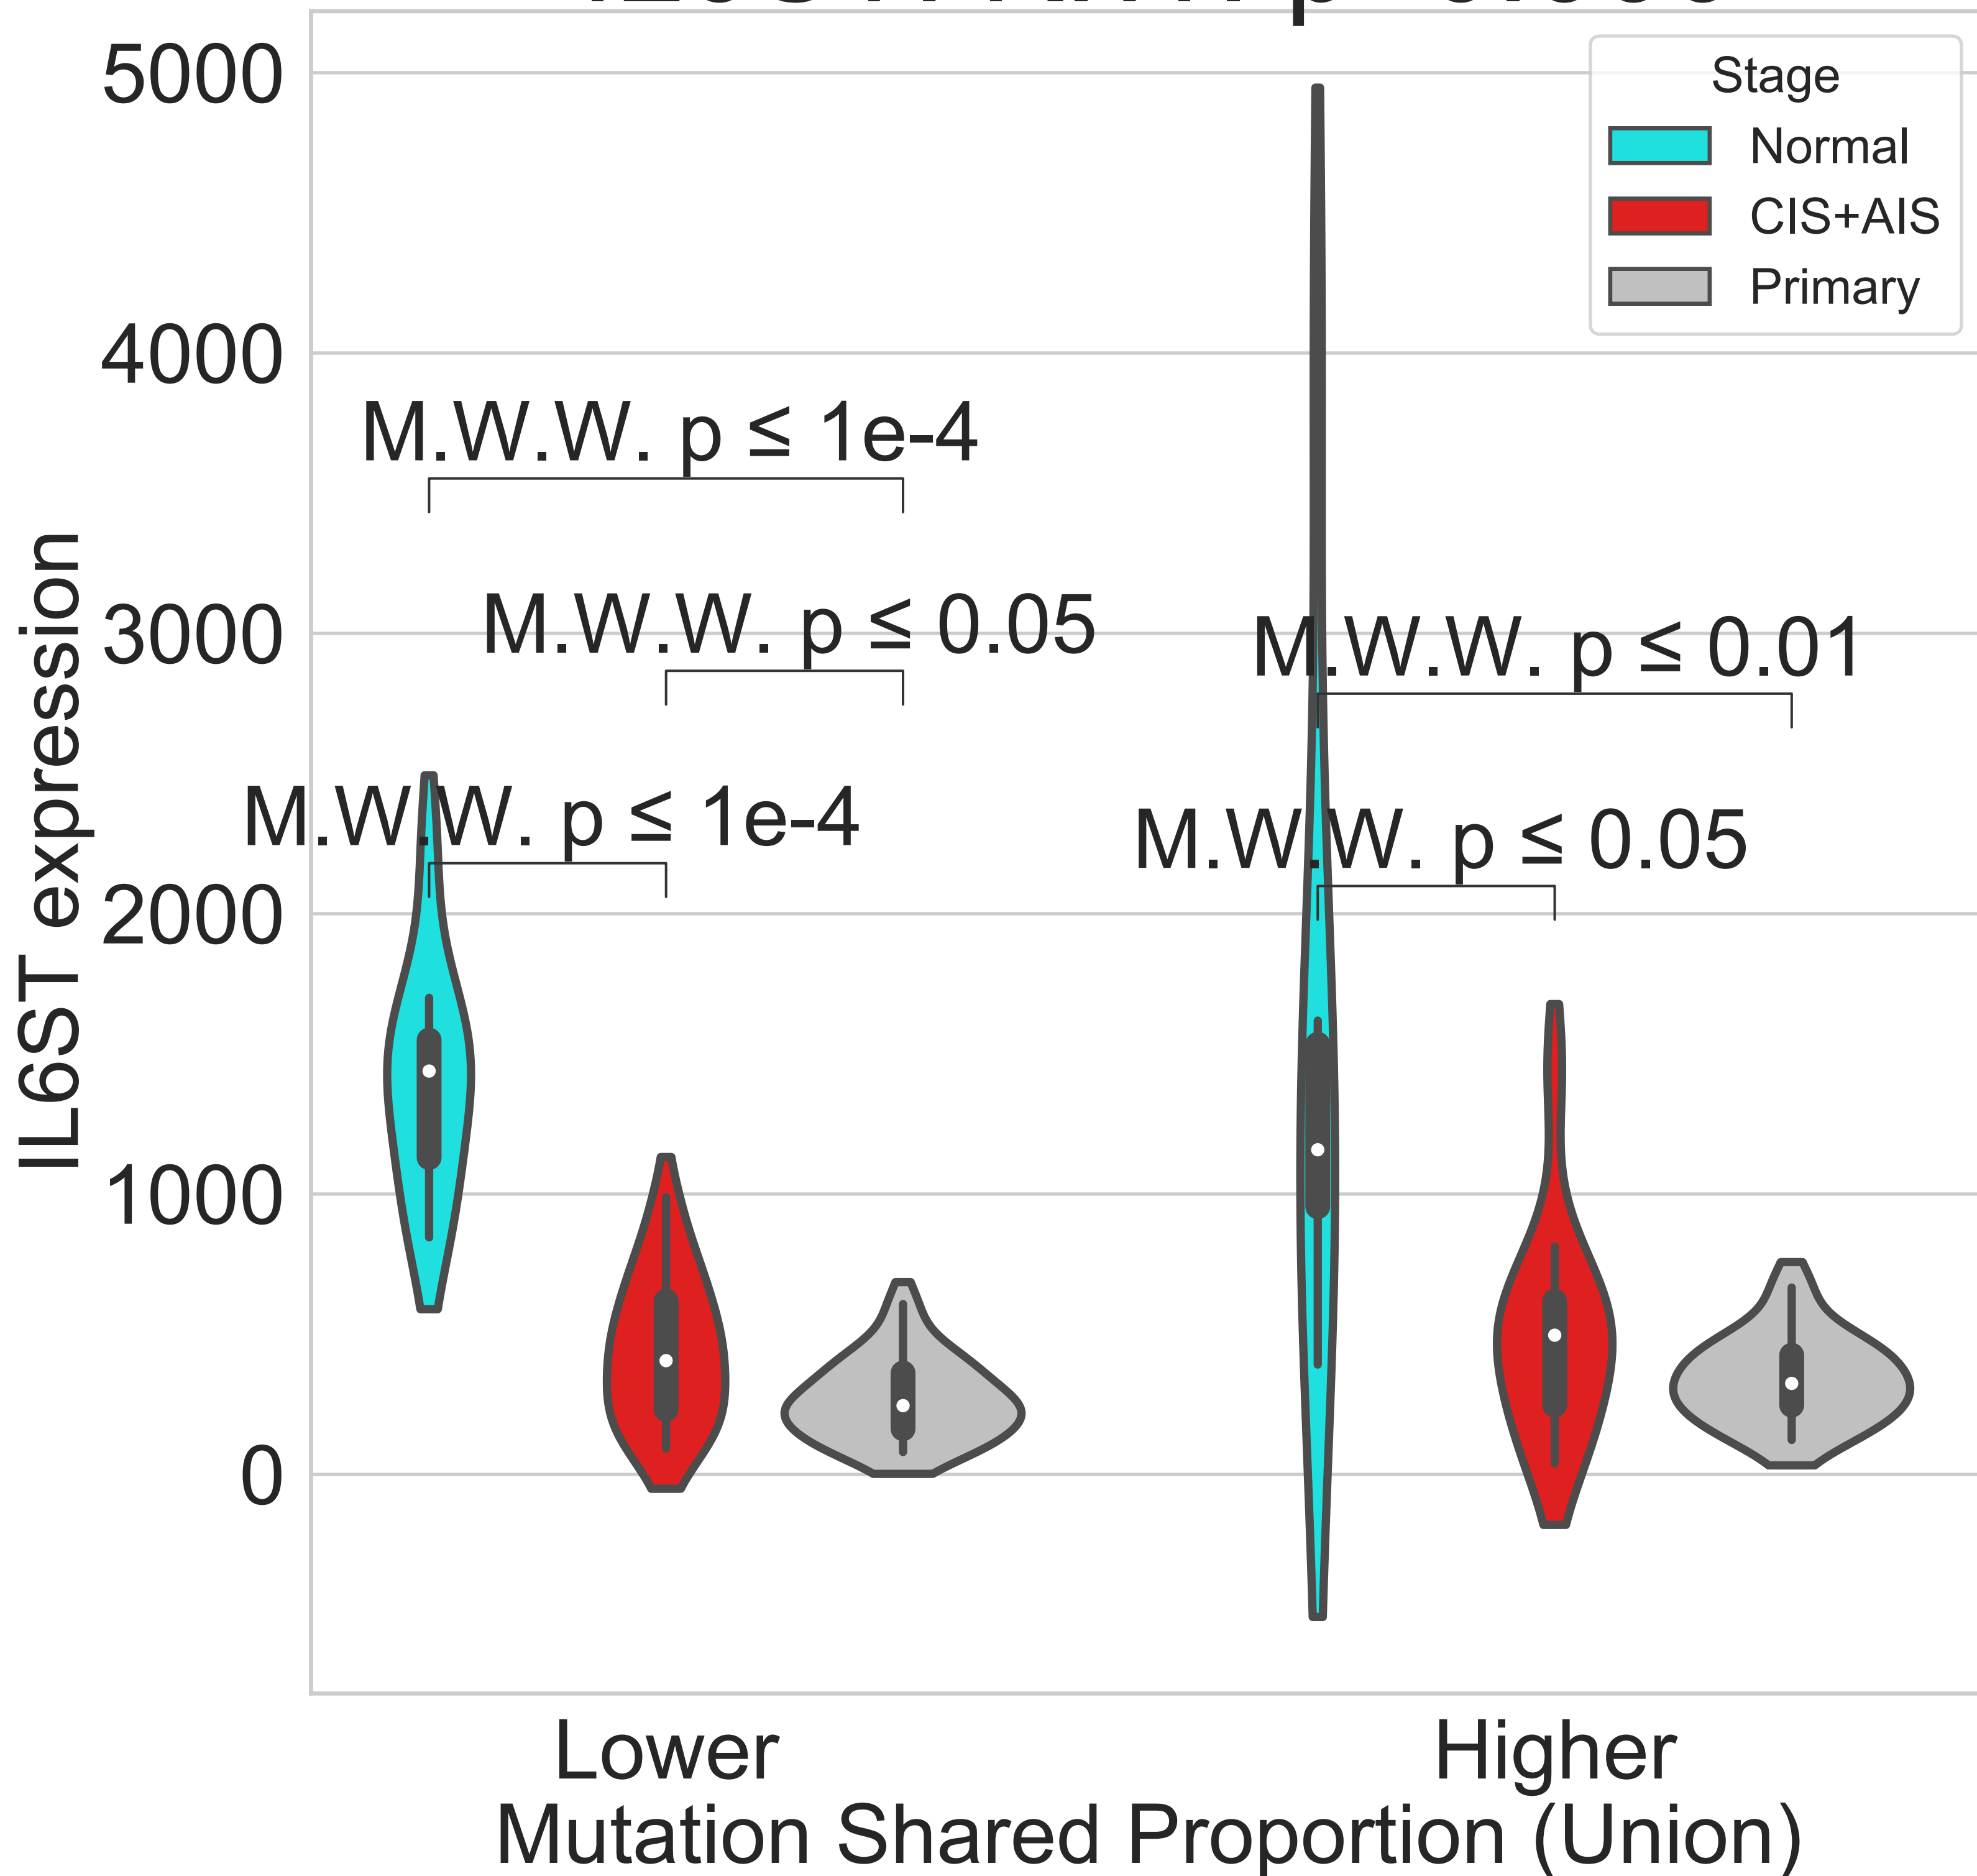 5000
4000
3000
2000
1000
0
IL6ST expression
Stage
Normal
CIS+AIS
Primary
M.W.W. p ≤ 1e-4
M.W.W. p ≤ 0.05
M.W.W. p ≤ 1e-4
M.W.W. p ≤ 0.01
M.W.W. p ≤ 0.05
Lower
Higher
Mutation Shared Proportion (Union)